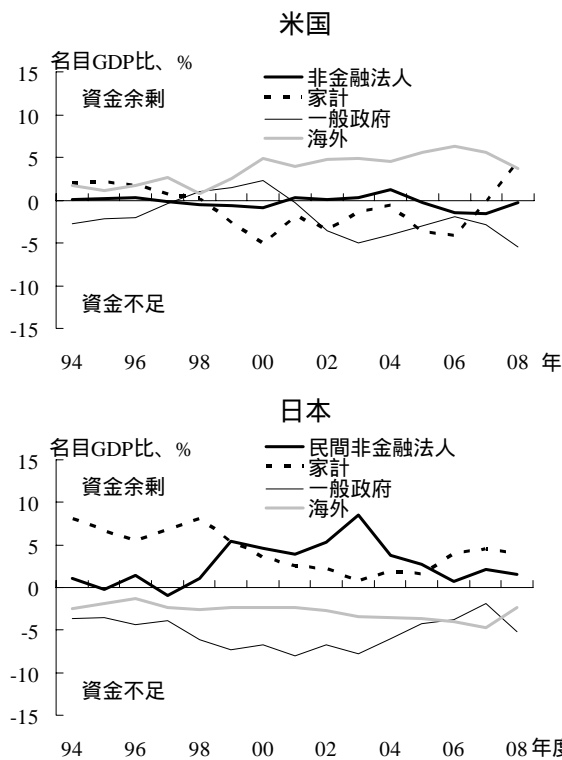 米国
名目GDP比、%
15
資金余剰
非金融法人
家計
10
一般政府
海外
5
0
-5
-10
資金不足
-15
94 96 98 00 02 04 06 08 年
日本
名目GDP比、%
15
資金余剰
民間非金融法人
家計
10
一般政府
海外
5
0
-5
-10
資金不足
-15
94 96 98 00 02 04 06 08 年度